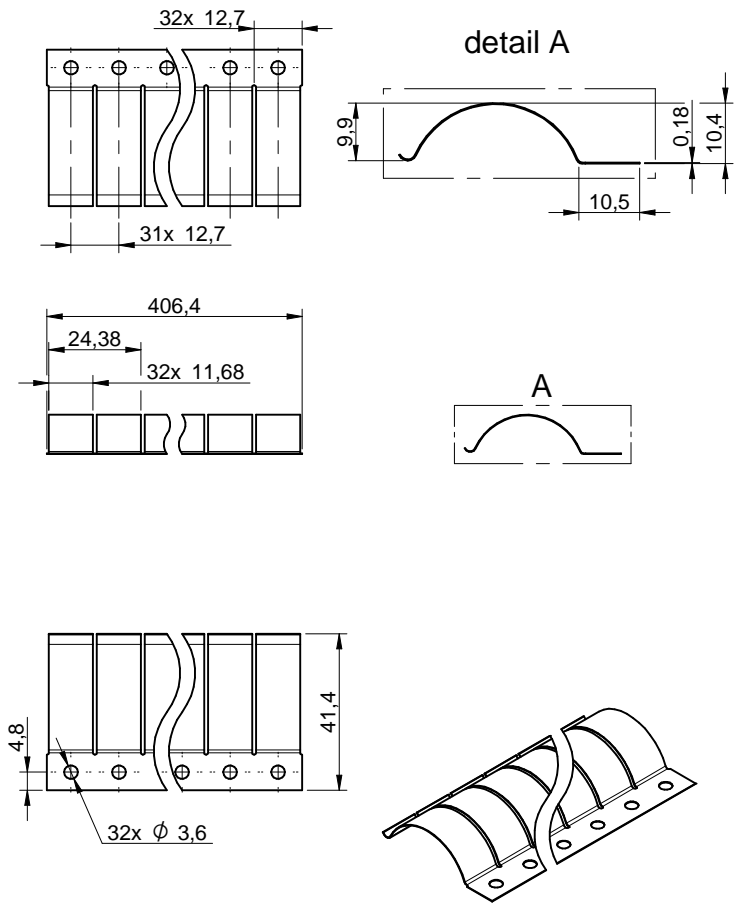 32x 12,7
detail A
9,9
0,18
10,4
10,5
31x 12,7
406,4
24,38
32x 11,68
A
4,8
41,4
32x ϕ 3,6